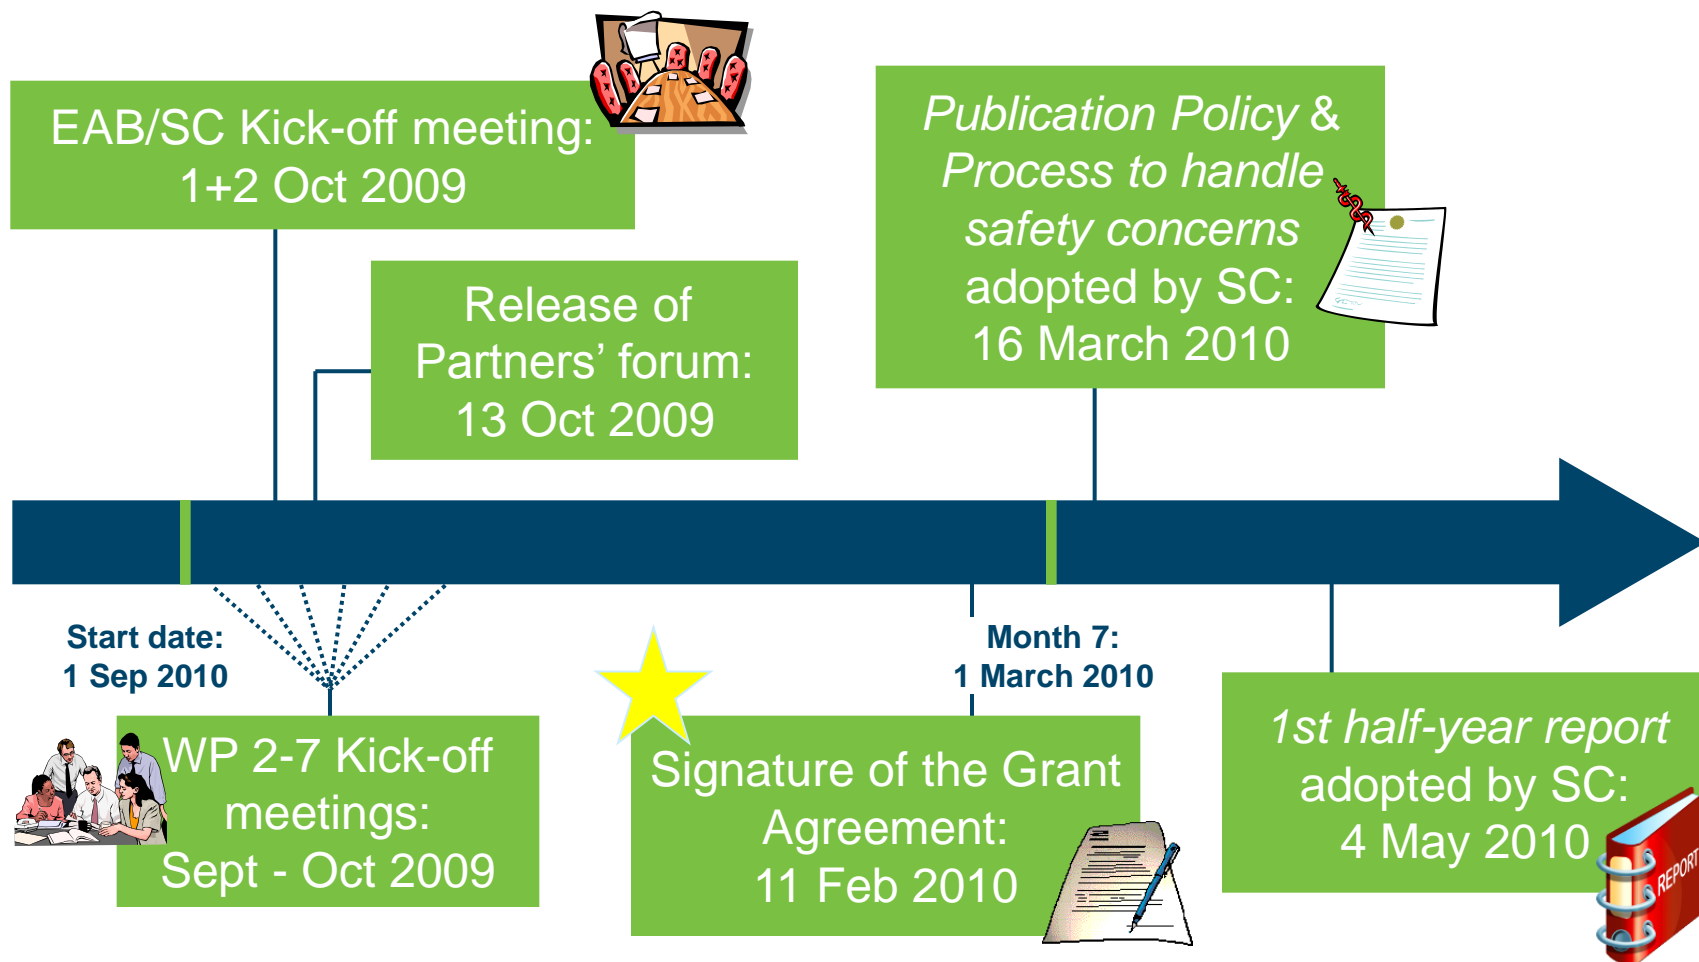 EAB/SC Kick-off meeting:
1+2 Oct 2009
Release of
Partners’ forum:
13 Oct 2009
Publication Policy &
Process to handle
safety concerns
adopted by SC:
16 March 2010
Start date:
1 Sep 2010
Month 7:
1 March 2010
WP 2-7 Kick-off
meetings:
Sept - Oct 2009
Signature of the Grant
Agreement:
11 Feb 2010
1st half-year report
adopted by SC:
4 May 2010
REPORT